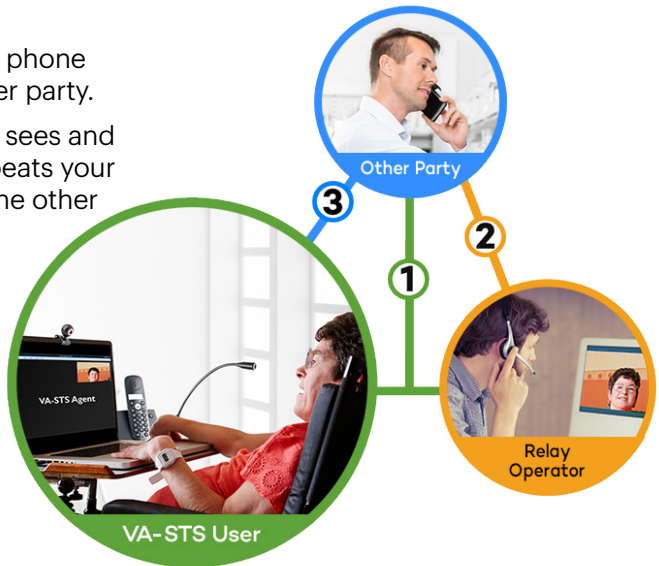 phone
er party.
sees and
peats your
he other
Other Party
3
2
1
VA-STS Agent
Relay
Operator
VA-STS User